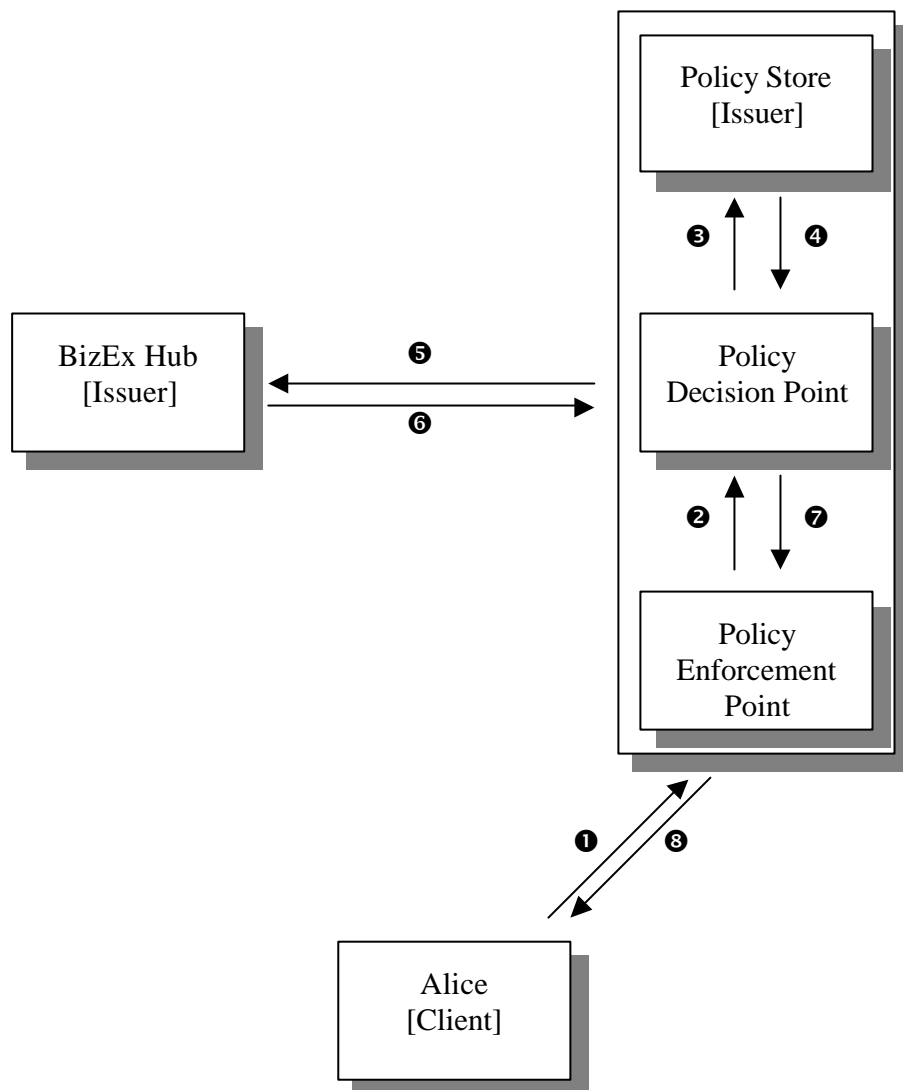 Policy Store
[Issuer]
❸
❹
BizEx Hub
[Issuer]
❺
❻
Policy
Decision Point
❷
❼
Policy
Enforcement
Point
❶
❽
Alice
[Client]